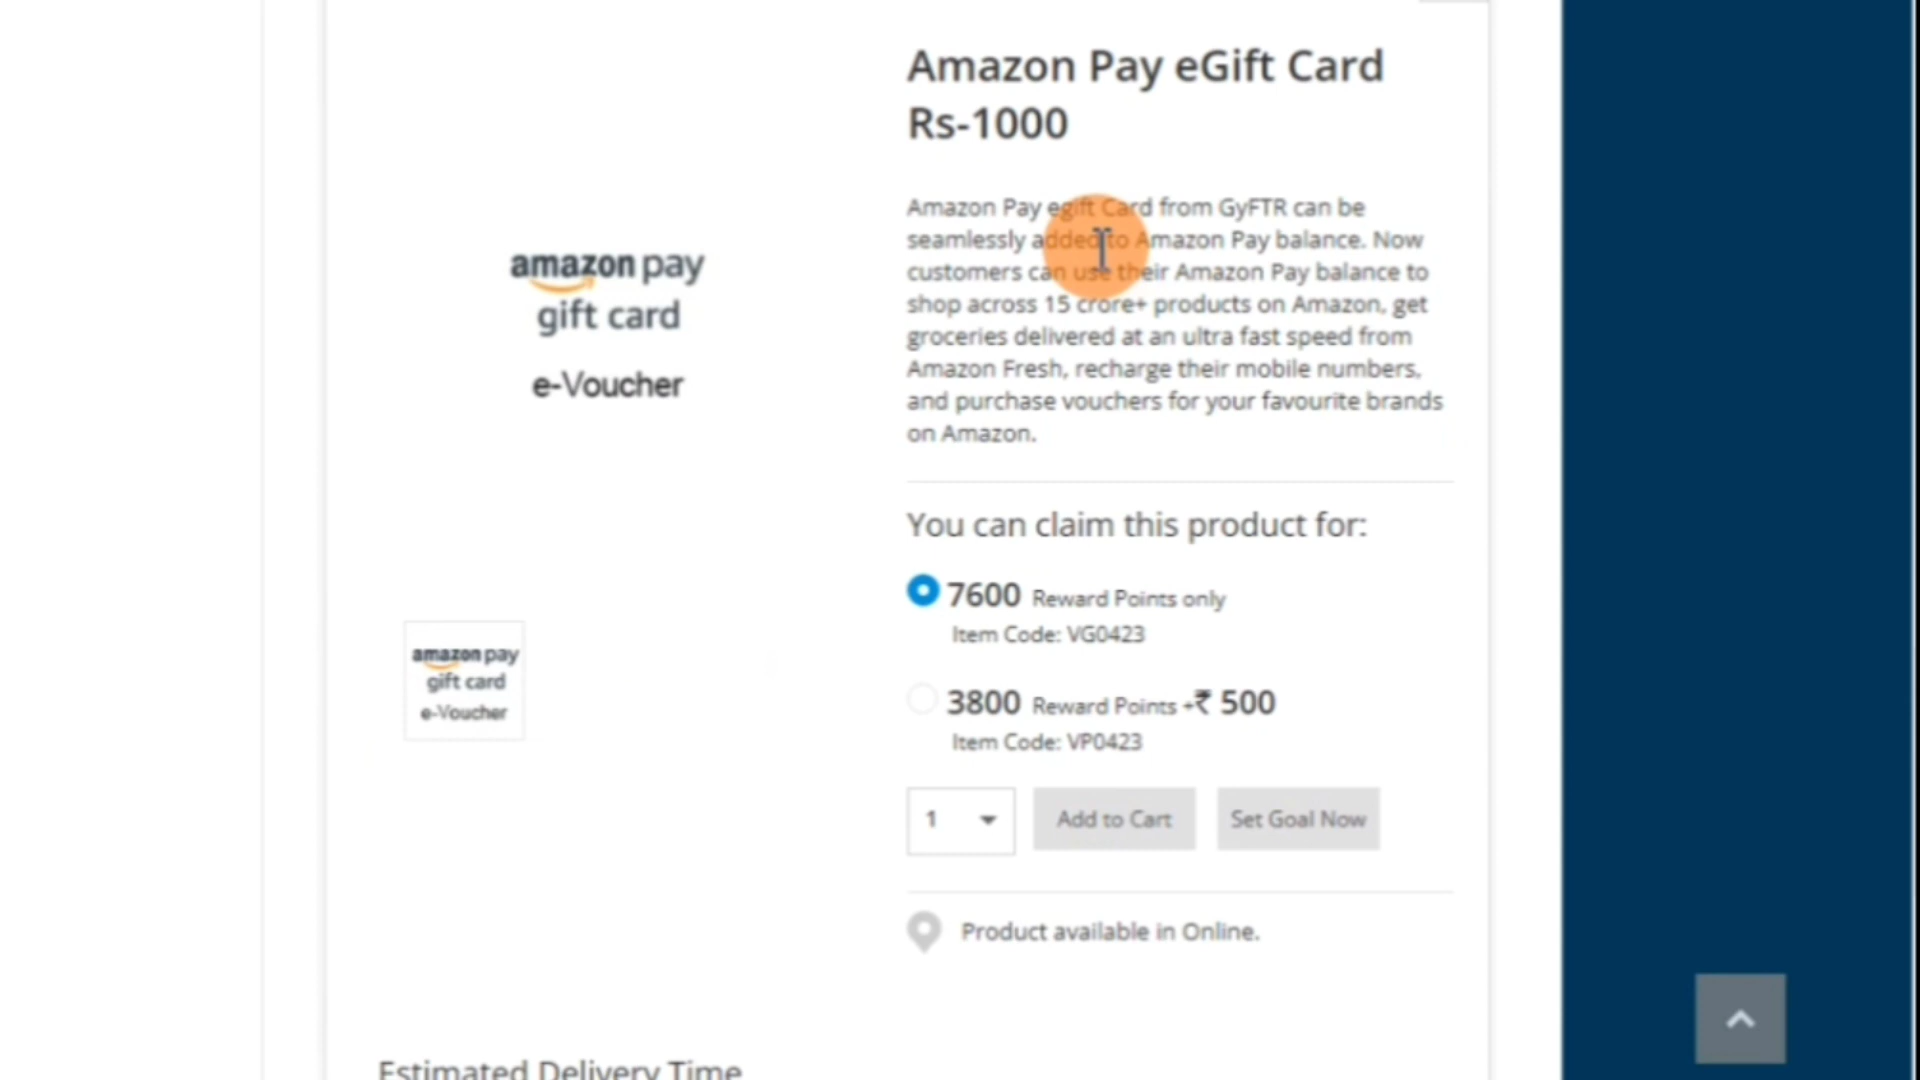 Amazon Pay eGift Card
Rs-1000
Amazon Pay egift Card from GyFTR can be
seamlessly added to Amazon Pay balance. Now
customers can use their Amazon Pay balance to
shop across 15 crore+ products on Amazon, get
groceries delivered at an ultra fast speed from
Amazon Fresh, recharge their mobile numbers,
and purchase vouchers for your favourite brands
on Amazon.
amazon pay
gift card
e-Voucher
You can claim this product for:
7600 Reward Points only
Item Code: VG0423
3800 Reward Points +₹ 500
Item Code: VP0423
amazon pay
gift card
e-Voucher
1
Add to Cart
Set Goal Now
Product available in Online.
Estimated Delivery Time